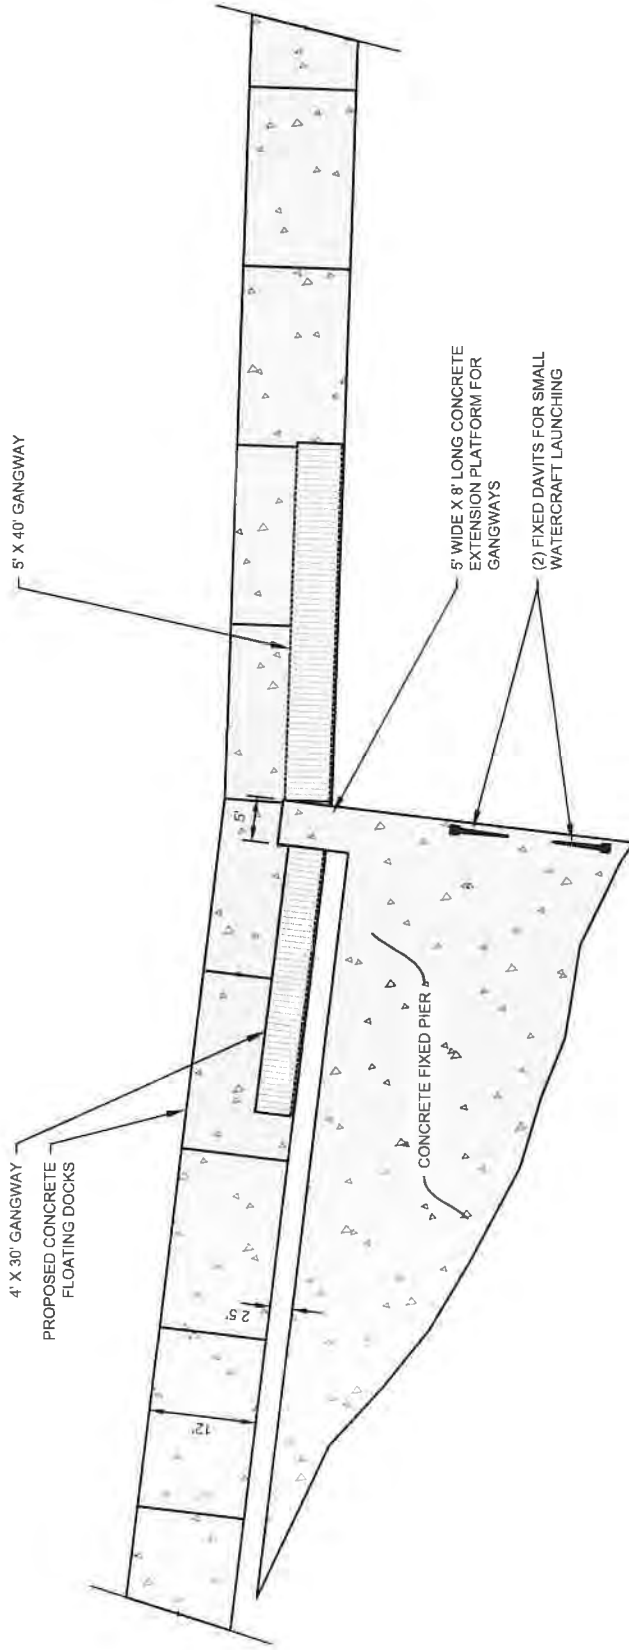 4' X 30' GANGWAY
PROPOSED CONCRETE
FLOATING DOCKS
5' X 40' GANGWAY
5'
12'
2.5'
CONCRETE FIXED PIER
5' WIDE X 8' LONG CONCRETE
EXTENSION PLATFORM FOR
GANGWAYS
(2) FIXED DAVITS FOR SMALL
WATERCRAFT LAUNCHING